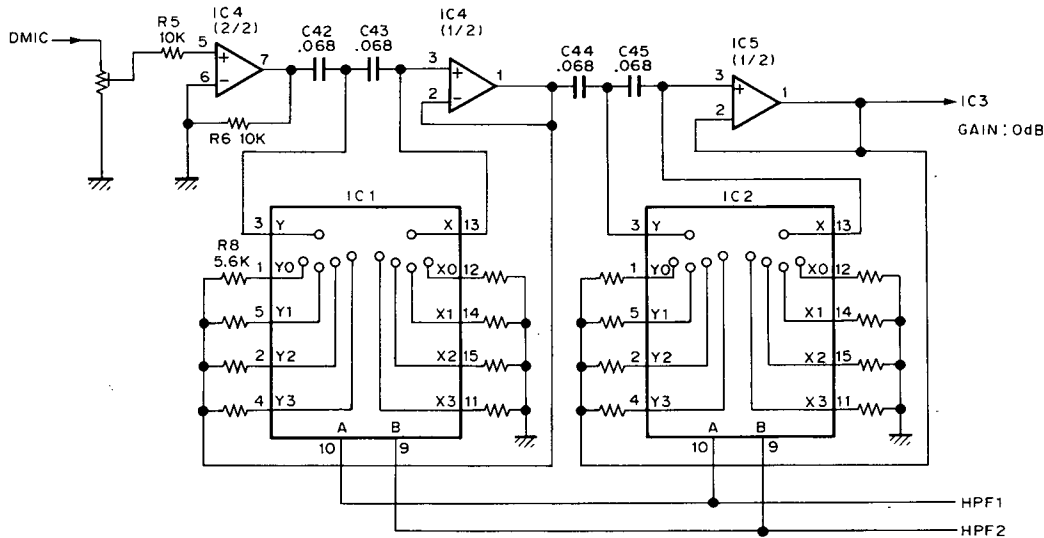 IC4
(2/2)
C42
.068
C43
.068
IC4
(1/2)
C44
.068
C45
.068
IC5
(1/2)
DMIC
R5
10K
5
+
7
6
−
R6 10K
3
+
1
2
−
3
+
1
2
IC3
GAIN : 0dB
IC1
3 Y
X 13
R8
5.6K
1 Y0
X0 12
5 Y1
X1 14
2 Y2
X2 15
4 Y3
X3 11
A B
10 9
IC2
3 Y
X 13
1 Y0
X0 12
5 Y1
X1 14
2 Y2
X2 15
4 Y3
X3 11
A B
10 9
HPF1
HPF2